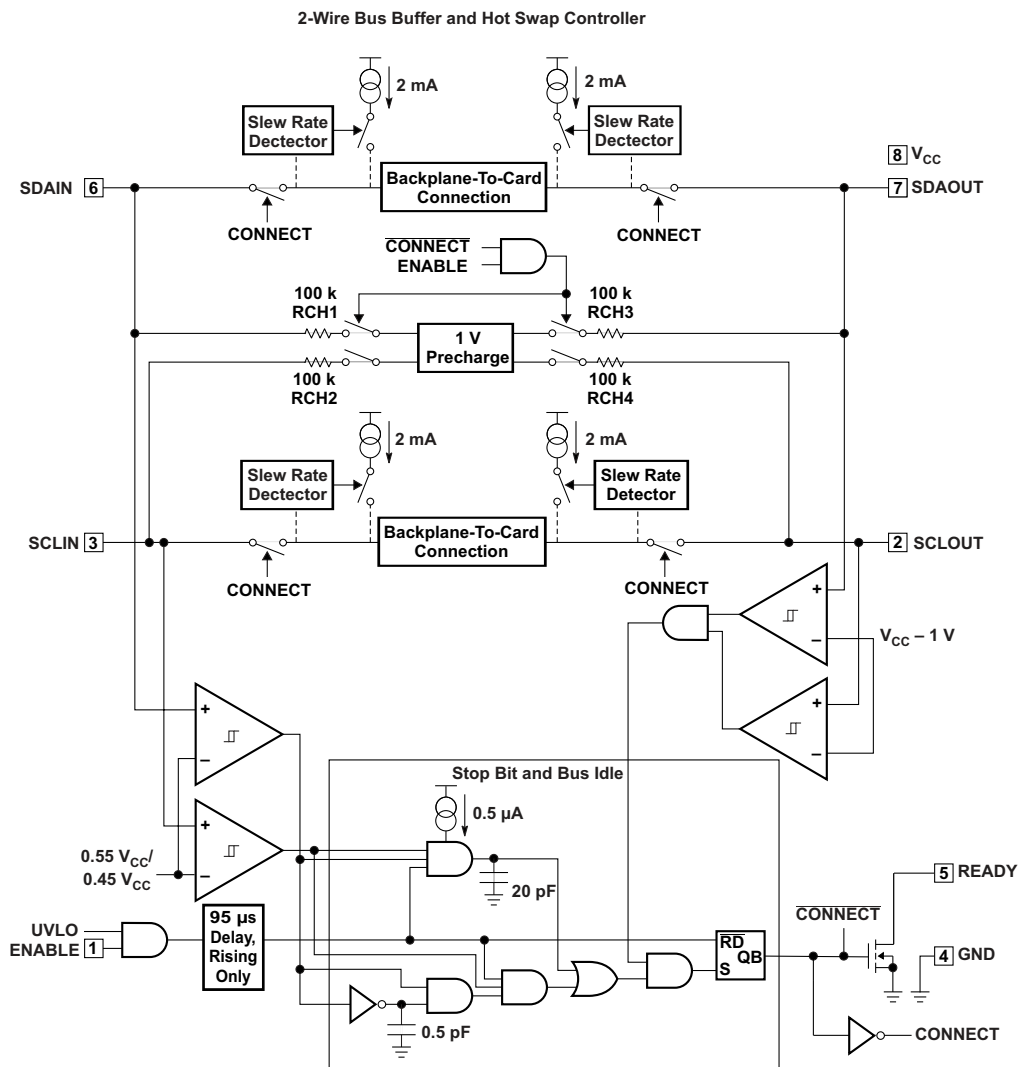 2-Wire Bus Buffer and Hot Swap Controller
2 mA
2 mA
Slew Rate
Dectector
Slew Rate
Dectector
8 VCC
SDAIN 6
Backplane-To-Card
Connection
7 SDAOUT
CONNECT
CONNECT
CONNECT
ENABLE
100 k
RCH1
100 k
RCH3
1 V
Precharge
100 k
RCH2
100 k
RCH4
2 mA
2 mA
Slew Rate
Dectector
Slew Rate
Detector
SCLIN 3
Backplane-To-Card
Connection
2 SCLOUT
CONNECT
CONNECT
+
–
VCC – 1 V
+
–
+
–
Stop Bit and Bus Idle
0.5 µA
+
–
0.55 VCC/
0.45 VCC
20 pF
5 READY
UVLO
ENABLE 1
95 µs
Delay,
Rising
Only
CONNECT
RD
QB
S
4 GND
0.5 pF
CONNECT